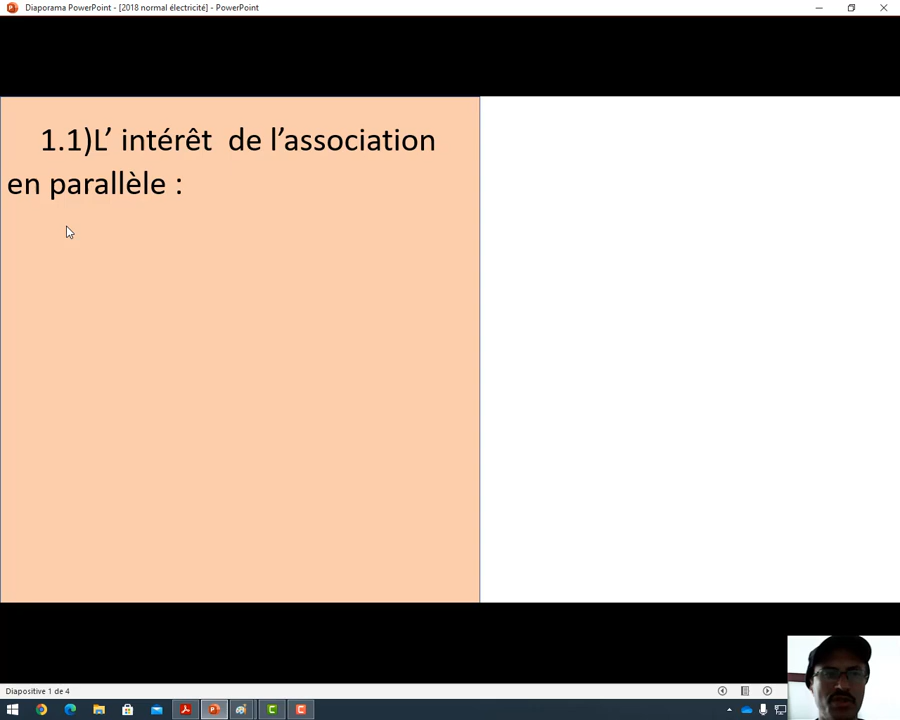 Diaporama PowerPoint - [2018 normal électricité] - PowerPoint
1.1)L’ intérêt  de l’association
en parallèle :
Diapositive 1 de 4